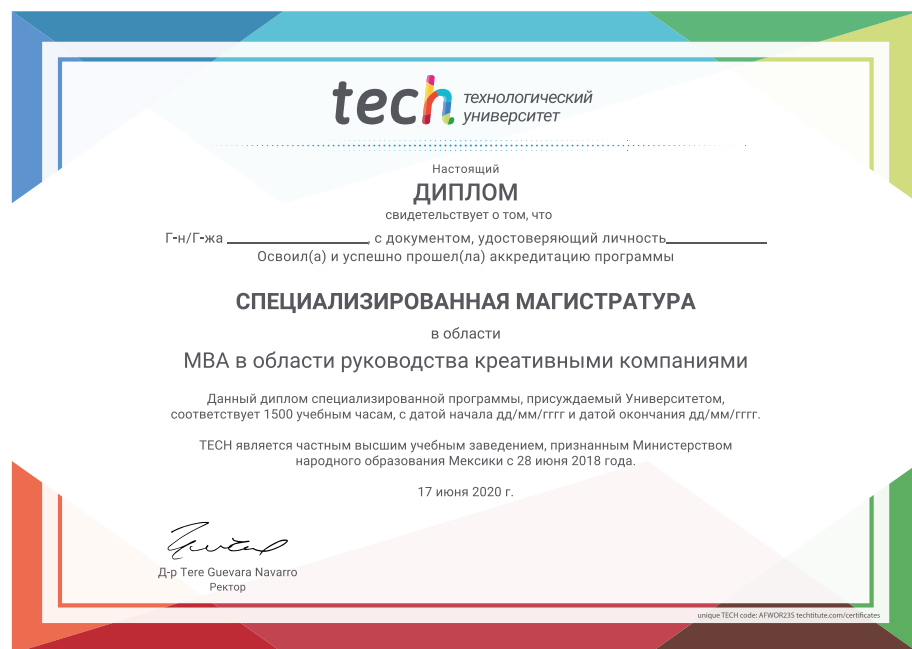 tech технологический
университет
Настоящий
ДИПЛОМ
свидетельствует о том, что
Г-н/Г-жа ____________________, с документом, удостоверяющий личность______________
Освоил(а) и успешно прошел(ла) аккредитацию программы
СПЕЦИАЛИЗИРОВАННАЯ МАГИСТРАТУРА
в области
MBA в области руководства креативными компаниями
Данный диплом специализированной программы, присуждаемый Университетом,
соответствует 1500 учебным часам, с датой начала дд/мм/гггг и датой окончания дд/мм/гггг.
TECH является частным высшим учебным заведением, признанным Министерством
народного образования Мексики с 28 июня 2018 года.
17 июня 2020 г.
Д-р Tere Guevara Navarro
Ректор
unique TECH code: AFWOR23S techtitute.com/certificates